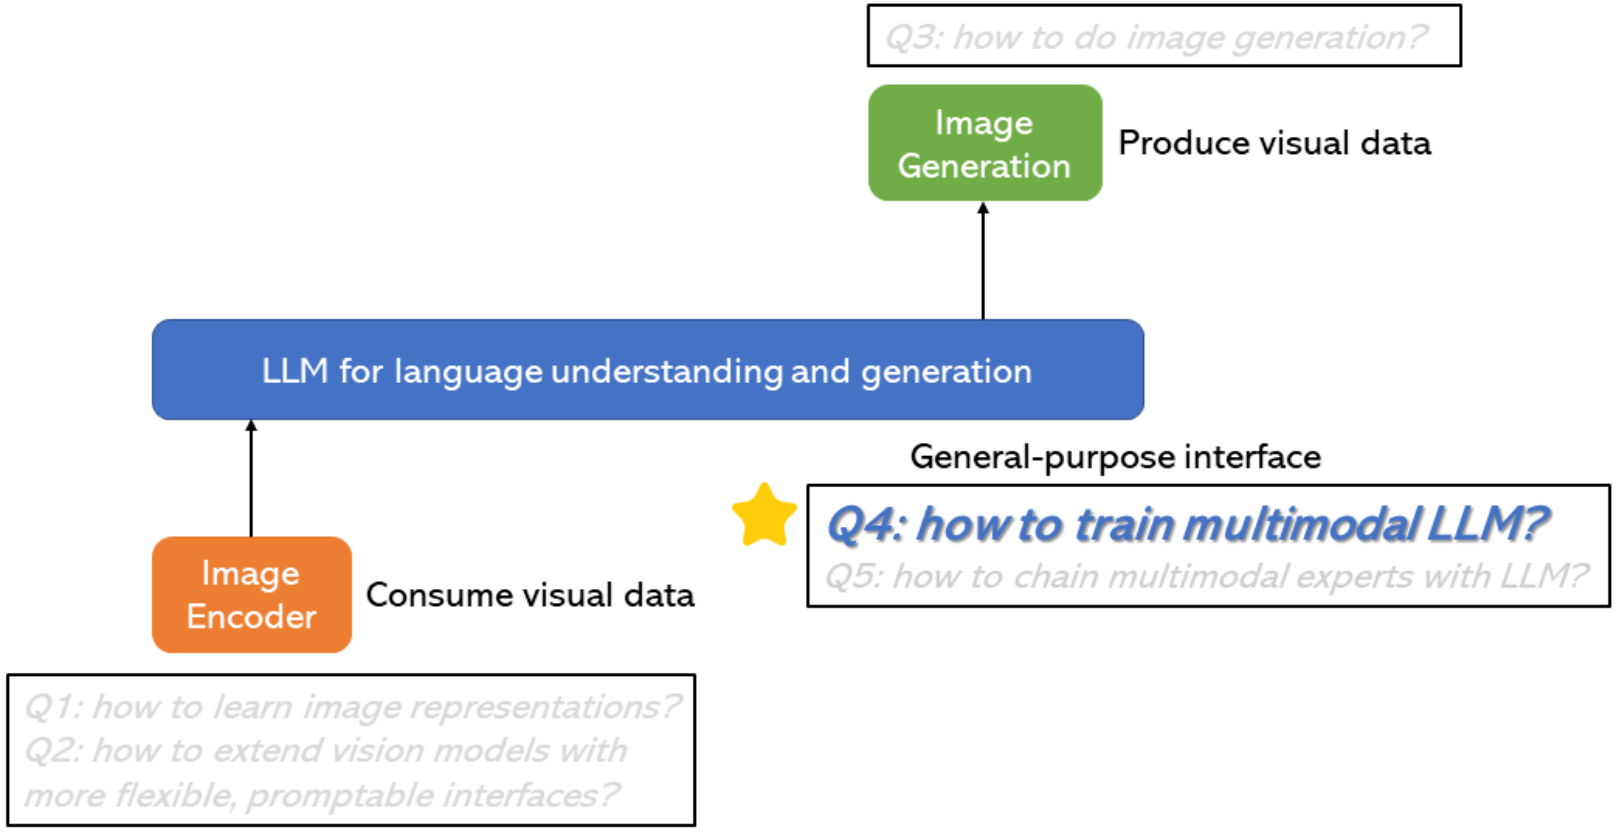 Q3: how to do image generation?
Image
Generation
Produce visual data
LLM for language understanding and generation
General-purpose interface
Q4: how to train multimodal LLM?
Q5: how to chain multimodal experts with LLM?
Image
Encoder
Consume visual data
Q1: how to learn image representations?
Q2: how to extend vision models with
more flexible, promptable interfaces?